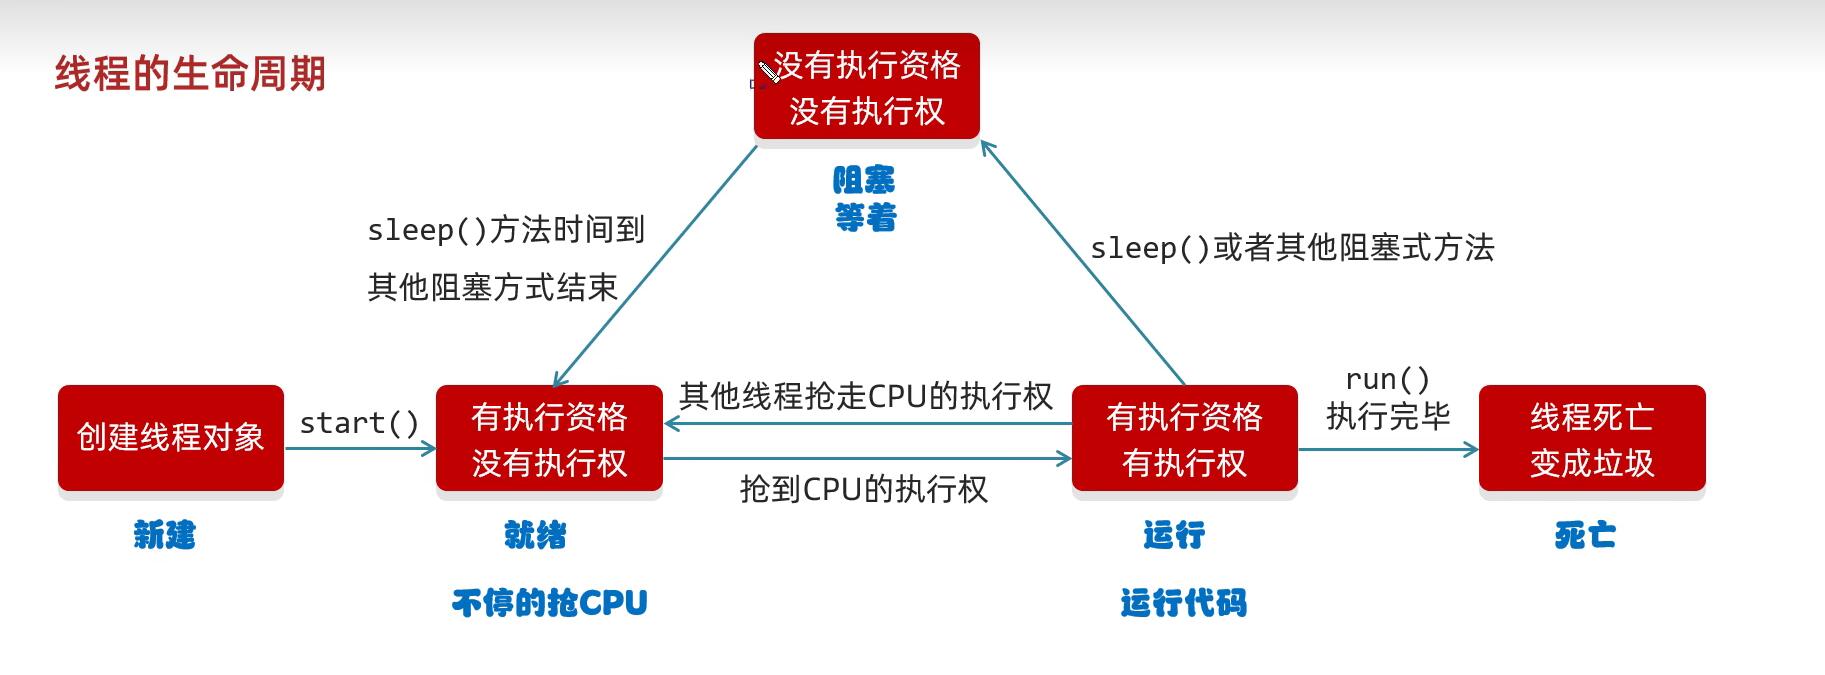 线程的生命周期
没有执行资格
没有执行权
阻塞
等着
sleep()方法时间到
其他阻塞方式结束
sleep()或者其他阻塞式方法
创建线程对象
新建
start()
有执行资格
没有执行权
就绪
不停的抢CPU
其他线程抢走CPU的执行权
抢到CPU的执行权
有执行资格
有执行权
运行
运行代码
run()
执行完毕
线程死亡
变成垃圾
死亡